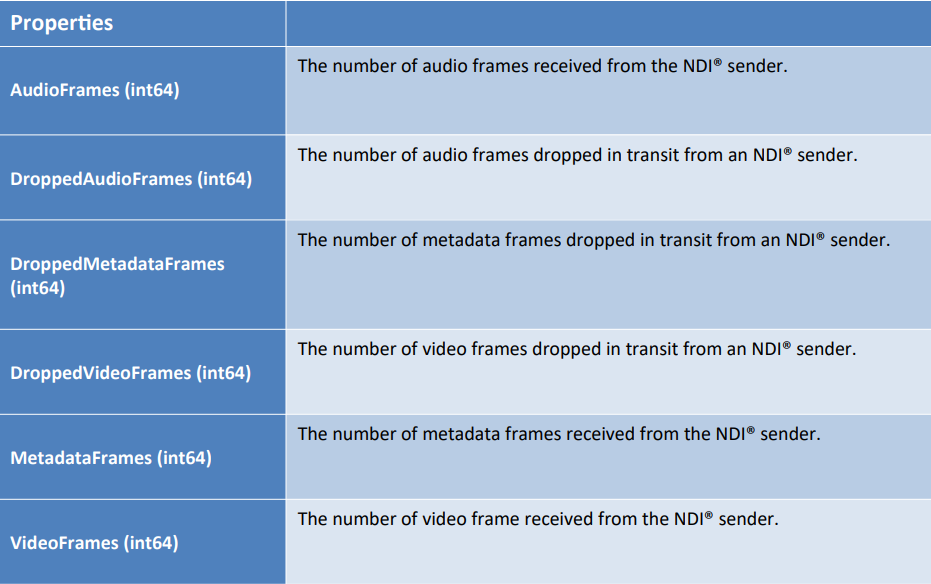 Properties
AudioFrames (int64)
The number of audio frames received from the NDI® sender.
DroppedAudioFrames (int64)
The number of audio frames dropped in transit from an NDI® sender.
DroppedMetadataFrames
(int64)
The number of metadata frames dropped in transit from an NDI® sender.
DroppedVideoFrames (int64)
The number of video frames dropped in transit from an NDI® sender.
MetadataFrames (int64)
The number of metadata frames received from the NDI® sender.
VideoFrames (int64)
The number of video frame received from the NDI® sender.